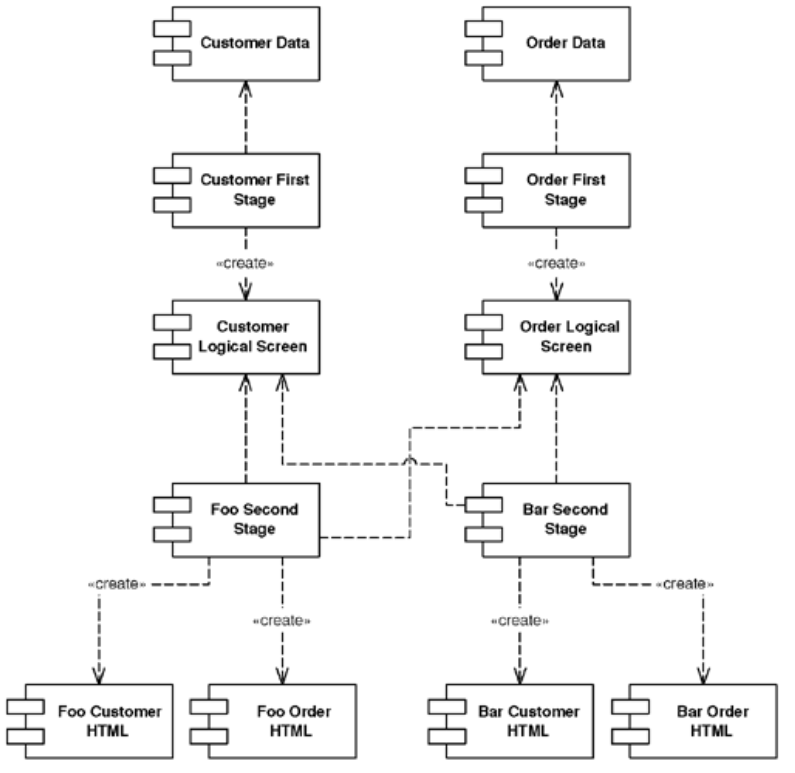 Customer Data
Order Data
Customer First
Stage
Order First
Stage
«create»
«create»
Customer
Logical Screen
Order Logical
Screen
Foo Second
Stage
Bar Second
Stage
«create»
«create»
«create»
«create»
Foo Customer
HTML
Foo Order
HTML
Bar Customer
HTML
Bar Order
HTML